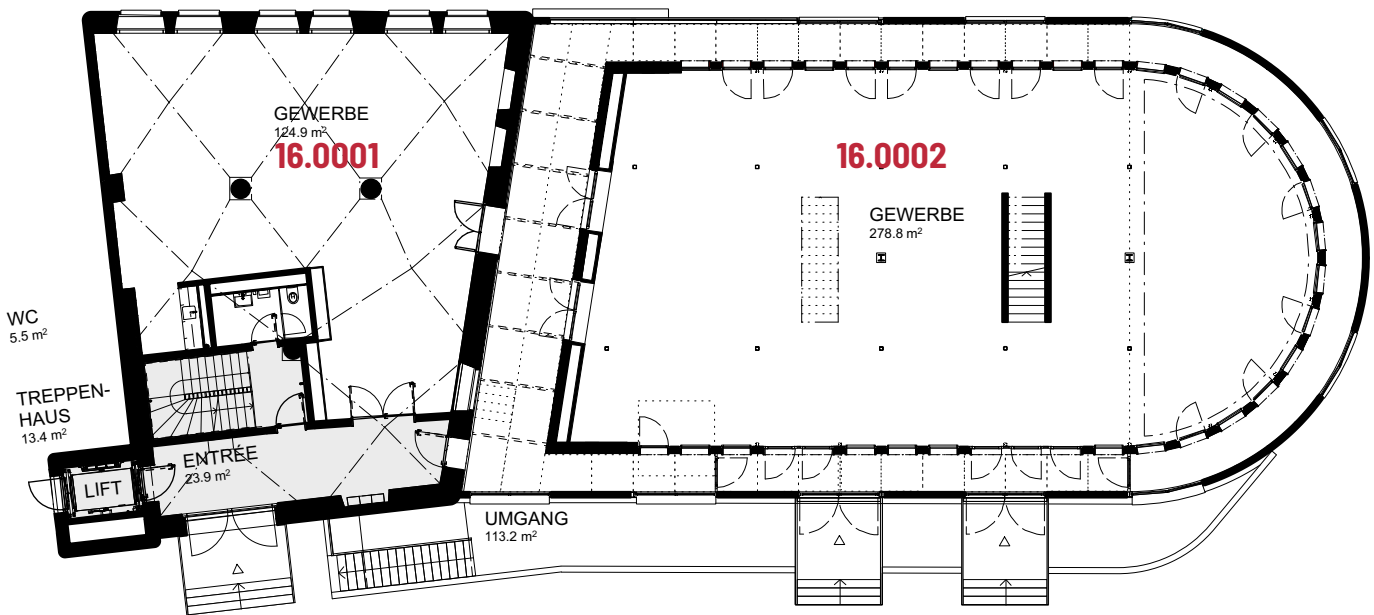 GEWERBE
124.9 m²
16.0001
16.0002
GEWERBE
278.8 m²
WC
5.5 m²
TREPPEN-
HAUS
13.4 m²
ENTRÉE
23.9 m²
LIFT
UMGANG
113.2 m²